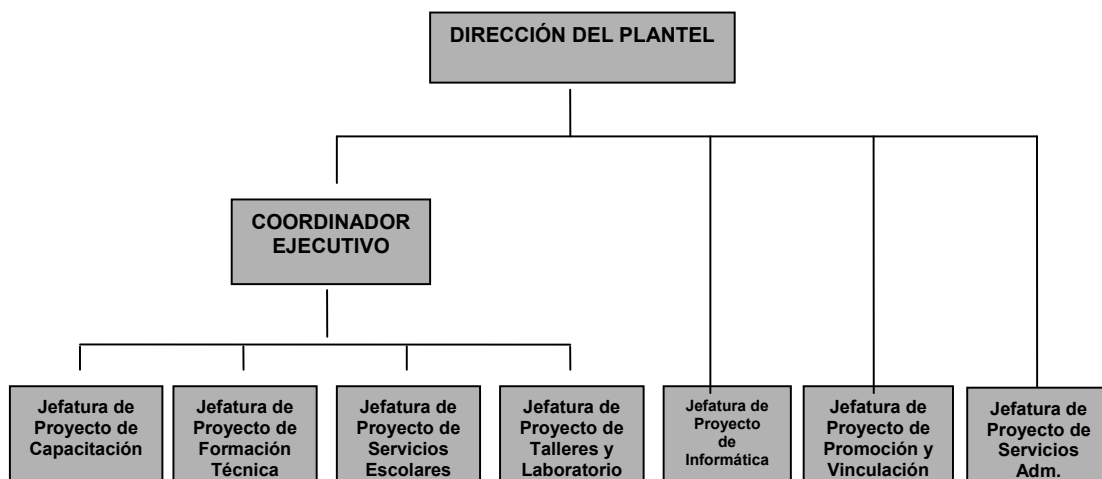 DIRECCIÓN DEL PLANTEL
COORDINADOR
EJECUTIVO
Jefatura de
Proyecto de
Capacitación
Jefatura de
Proyecto de
Formación
Técnica
Jefatura de
Proyecto de
Servicios
Escolares
Jefatura de
Proyecto de
Talleres y
Laboratorio
Jefatura de
Proyecto
de
Informática
Jefatura de
Proyecto de
Promoción y
Vinculación
Jefatura de
Proyecto de
Servicios
Adm.